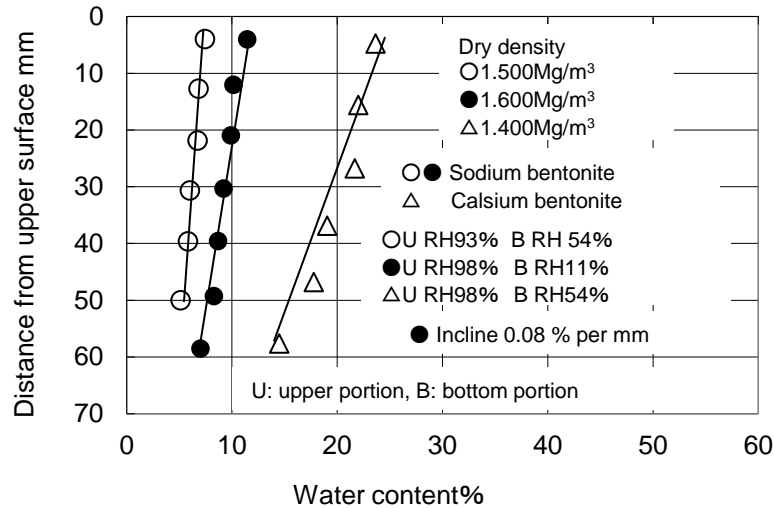 Distance from upper surface mm
0
10
20
30
40
50
60
70
0 10 20 30 40 50 60
Water content%
Dry density
○1.500Mg/m³
●1.600Mg/m³
△1.400Mg/m³
○●Sodium bentonite
△ Calsium bentonite
○U RH93% B RH 54%
●U RH98% B RH11%
△U RH98% B RH54%
● Incline 0.08 % per mm
U: upper portion, B: bottom portion